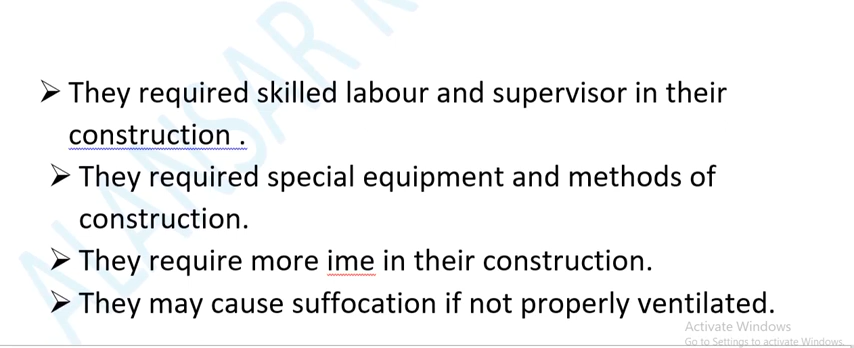 ➢ They required skilled labour and supervisor in their
construction .
➢ They required special equipment and methods of
construction.
➢ They require more ime in their construction.
➢ They may cause suffocation if not properly ventilated.
Activate Windows
Go to Settings to activate Windows.
ALANSAR